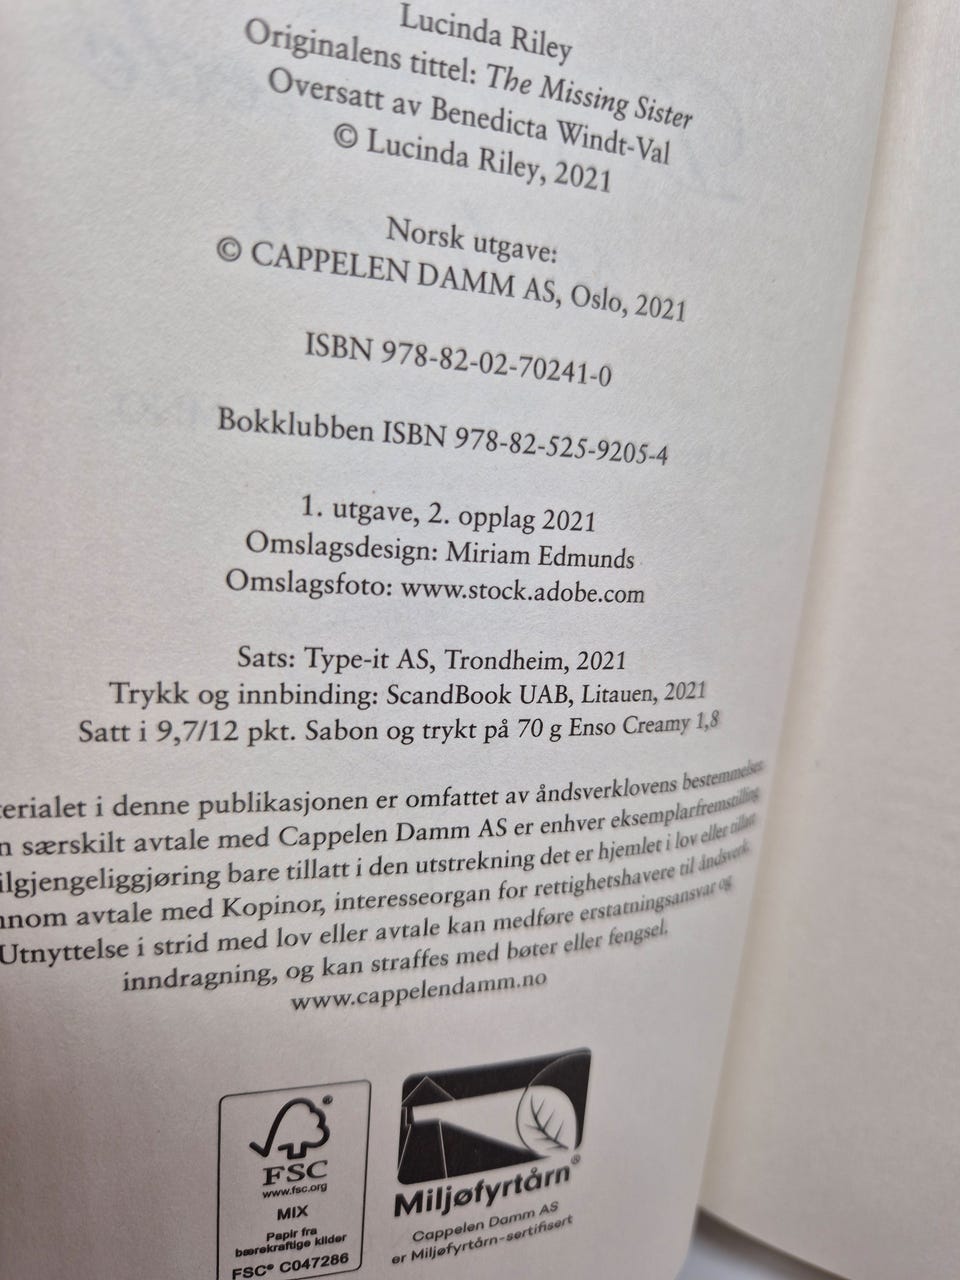 Lucinda Riley
Originalens tittel: The Missing Sister
Oversatt av Benedicta Windt-Val
© Lucinda Riley, 2021
Norsk utgave:
© CAPPELEN DAMM AS, Oslo, 2021
ISBN 978-82-02-70241-0
Bokklubben ISBN 978-82-525-9205-4
1. utgave, 2. opplag 2021
Omslagsdesign: Miriam Edmunds
Omslagsfoto: www.stock.adobe.com
Sats: Type-it AS, Trondheim, 2021
Trykk og innbinding: ScandBook UAB, Litauen, 2021
Satt i 9,7/12 pkt. Sabon og trykt på 70 g Enso Creamy 1,8
terialet i denne publikasjonen er omfattet av åndsverklovens bestemmelser.
n særskilt avtale med Cappelen Damm AS er enhver eksemplarfremstilling
ilgjengeliggjøring bare tillatt i den utstrekning det er hjemlet i lov eller tillatt
nnom avtale med Kopinor, interesseorgan for rettighetshavere til åndsverk.
Utnyttelse i strid med lov eller avtale kan medføre erstatningsansvar og
inndragning, og kan straffes med bøter eller fengsel.
www.cappelendamm.no
FSC
www.fsc.org
MIX
Papir fra
bærekraftige kilder
FSC® C047286
Miljøfyrtårn®
Cappelen Damm AS
er Miljøfyrtårn-sertifisert